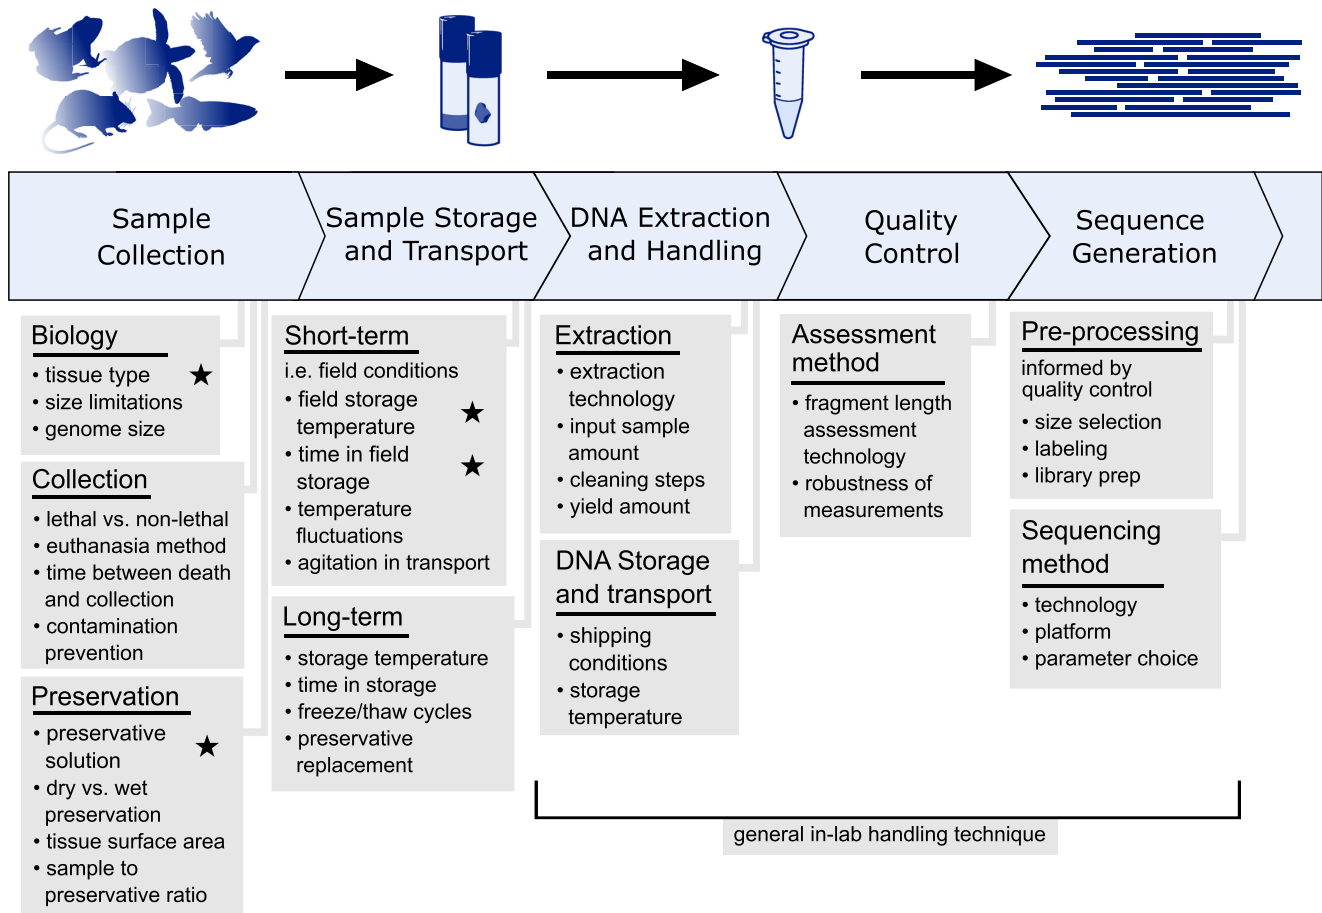 Sample
Collection
Sample Storage
and Transport
DNA Extraction
and Handling
Quality
Control
Sequence
Generation
Biology
• tissue type ★
• size limitations
• genome size
Collection
• lethal vs. non-lethal
• euthanasia method
• time between death
and collection
• contamination
prevention
Preservation
• preservative
solution ★
• dry vs. wet
preservation
• tissue surface area
• sample to
preservative ratio
Short-term
i.e. field conditions
• field storage
temperature ★
• time in field
storage ★
• temperature
fluctuations
• agitation in transport
Long-term
• storage temperature
• time in storage
• freeze/thaw cycles
• preservative
replacement
Extraction
• extraction
technology
• input sample
amount
• cleaning steps
• yield amount
DNA Storage
and transport
• shipping
conditions
• storage
temperature
Assessment
method
• fragment length
assessment
technology
• robustness of
measurements
Pre-processing
informed by
quality control
• size selection
• labeling
• library prep
Sequencing
method
• technology
• platform
• parameter choice
general in-lab handling technique